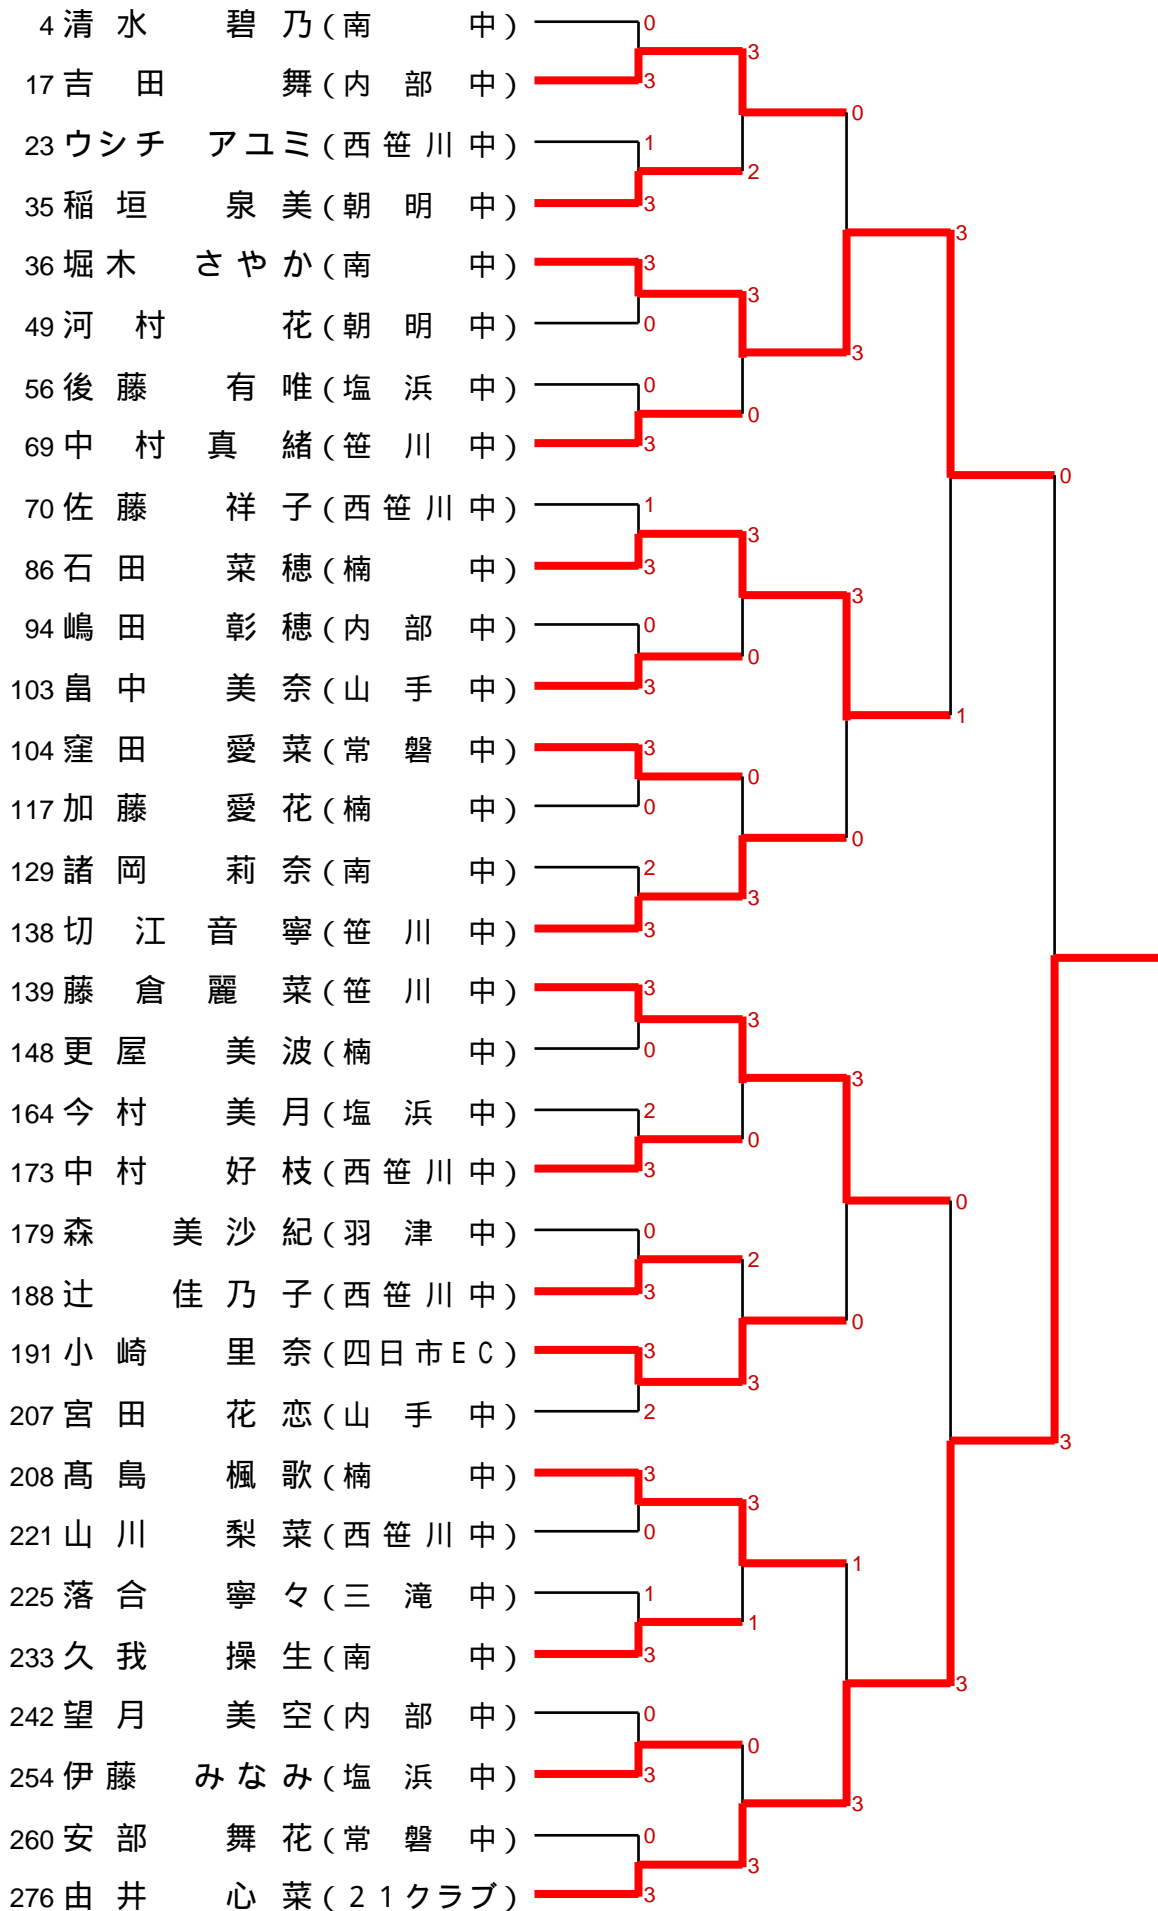 4 清水 碧乃(南 中) 0
3
17 吉田 舞(内部中) 3
0
23 ウシチ アユミ(西笹川中) 1
2
35 稲垣 泉美(朝明中) 3
3
36 堀木 さやか(南 中) 3
3
49 河村 花(朝明中) 0
3
56 後藤 有唯(塩浜中) 0
0
69 中村真緒(笹川中) 3
0
70 佐藤 祥子(西笹川中) 1
3
86 石田 菜穂(楠 中) 3
3
94 嶋田 彰穂(内部中) 0
0
103 畠中 美奈(山手中) 3
1
104 窪田 愛菜(常磐中) 3
0
117 加藤 愛花(楠 中) 0
0
129 諸岡 莉奈(南 中) 2
3
138 切江音寧(笹川中) 3
139 藤倉麗菜(笹川中) 3
3
148 更屋 美波(楠 中) 0
3
164 今村 美月(塩浜中) 2
0
173 中村 好枝(西笹川中) 3
0
179 森 美沙紀(羽津中) 0
2
188 辻 佳乃子(西笹川中) 3
0
191 小崎 里奈(四日市EC) 3
3
207 宮田 花恋(山手中) 2
3
208 髙島 楓歌(楠 中) 3
3
221 山川 梨菜(西笹川中) 0
1
225 落合 寧々(三滝中) 1
1
233 久我 操生(南 中) 3
3
242 望月 美空(内部中) 0
0
254 伊藤 みなみ(塩浜中) 3
3
260 安部 舞花(常磐中) 0
3
276 由井 心菜(21クラブ) 3